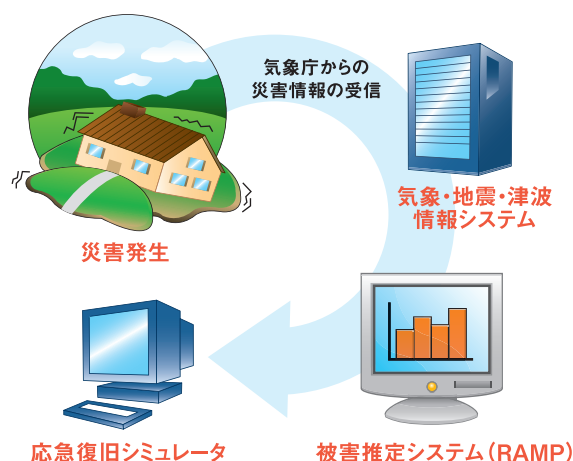 気象庁からの
災害情報の受信
気象・地震・津波
情報システム
災害発生
応急復旧シミュレータ
被害推定システム（RAMP）